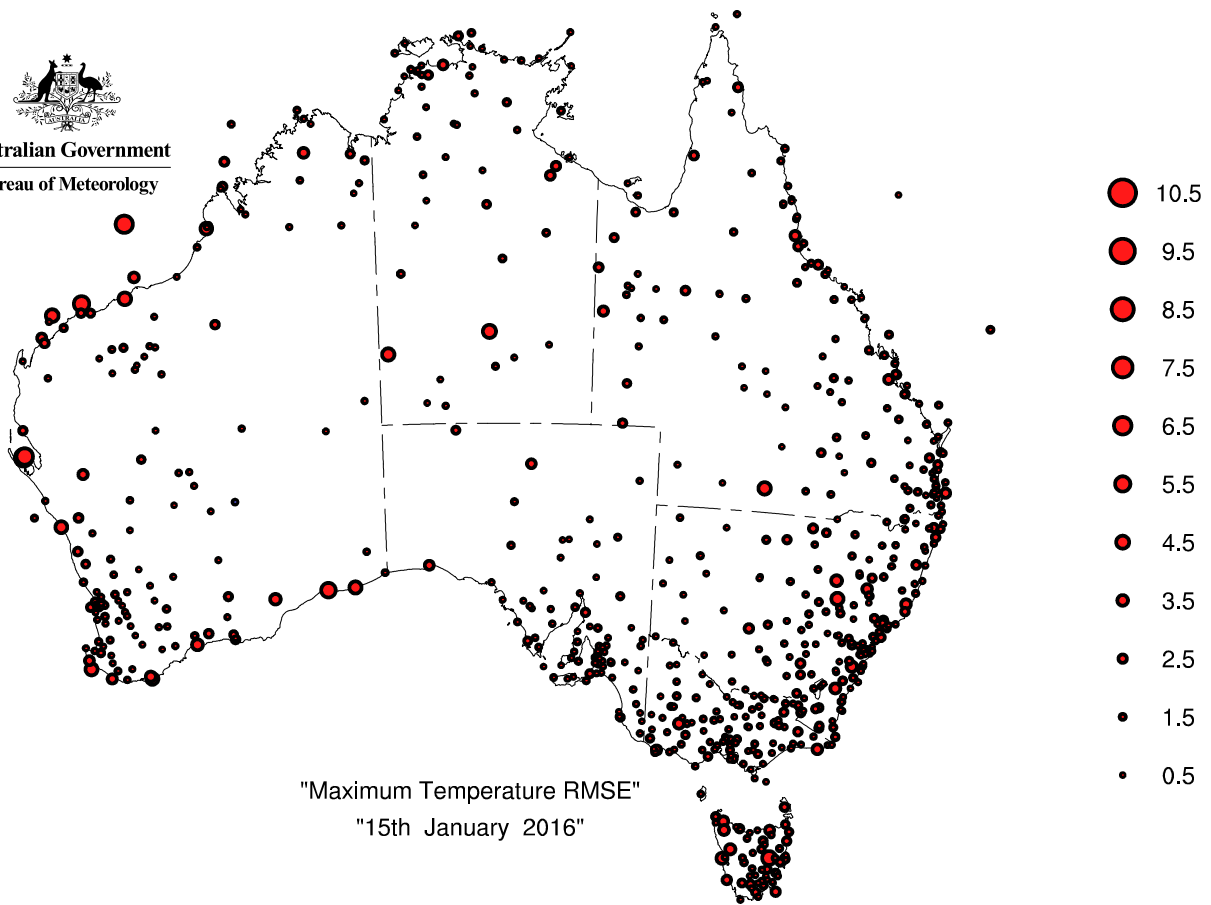 AUSTRALIA
tralian Government
reau of Meteorology
10.5
9.5
8.5
7.5
6.5
5.5
4.5
3.5
2.5
1.5
0.5
"Maximum Temperature RMSE"
"15th January 2016"